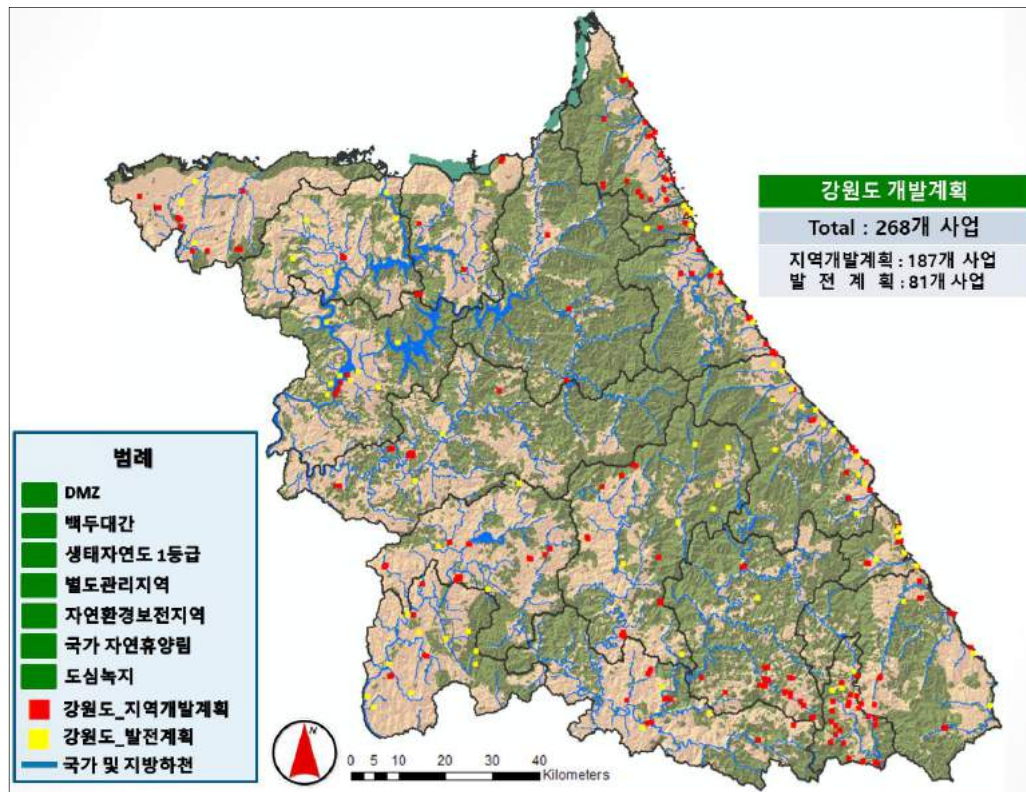 강원도 개발계획
Total : 268개 사업
지역개발계획 : 187개 사업
발 전 계 획 : 81개 사업
범례
DMZ
백두대간
생태자연도 1등급
별도관리지역
자연환경보전지역
국가 자연휴양림
도심녹지
강원도_지역개발계획
강원도_발전계획
국가 및 지방하천
N
0 5 10 20 30 40
Kilometers